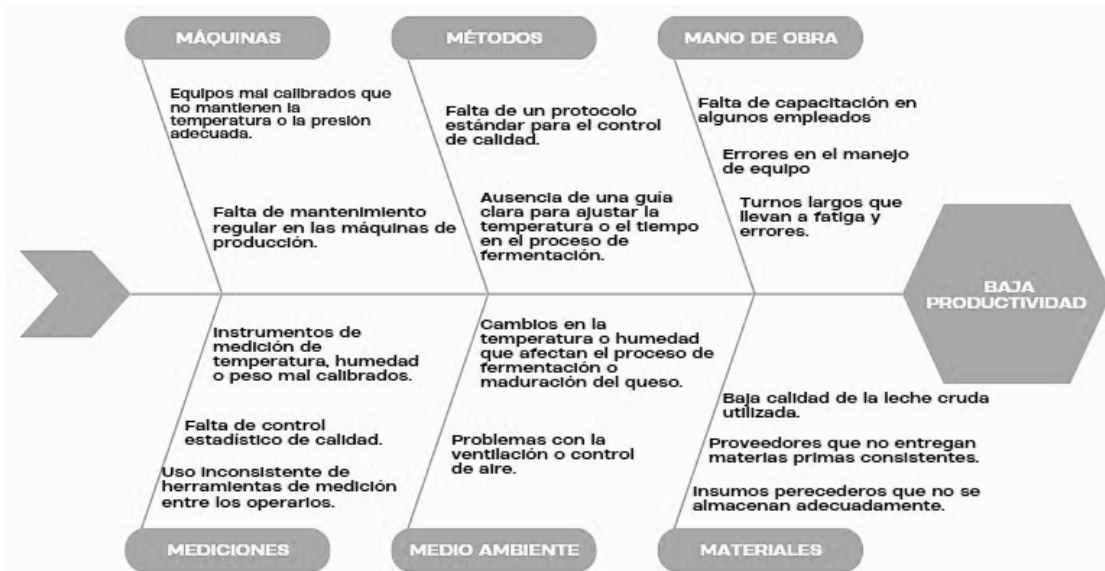 MÁQUINAS
MÉTODOS
MANO DE OBRA
Equipos mal calibrados que
no mantienen la
temperatura o la presión
adecuada.
Falta de mantenimiento
regular en las máquinas de
producción.
Falta de un protocolo
estándar para el control
de calidad.
Ausencia de una guía
clara para ajustar la
temperatura o el tiempo
en el proceso de
fermentación.
Falta de capacitación en
algunos empleados
Errores en el manejo
de equipo
Turnos largos que
llevan a fatiga y
errores.
BAJA
PRODUCTIVIDAD
Instrumentos de
medición de
temperatura, humedad
o peso mal calibrados.
Falta de control
estadístico de calidad.
Uso inconsistente de
herramientas de medición
entre los operarios.
Cambios en la
temperatura o humedad
que afectan el proceso de
fermentación o
maduración del queso.
Problemas con la
ventilación o control
de aire.
Baja calidad de la leche cruda
utilizada.
Proveedores que no entregan
materias primas consistentes.
Insumos perecederos que no se
almacenan adecuadamente.
MEDICIONES
MEDIO AMBIENTE
MATERIALES